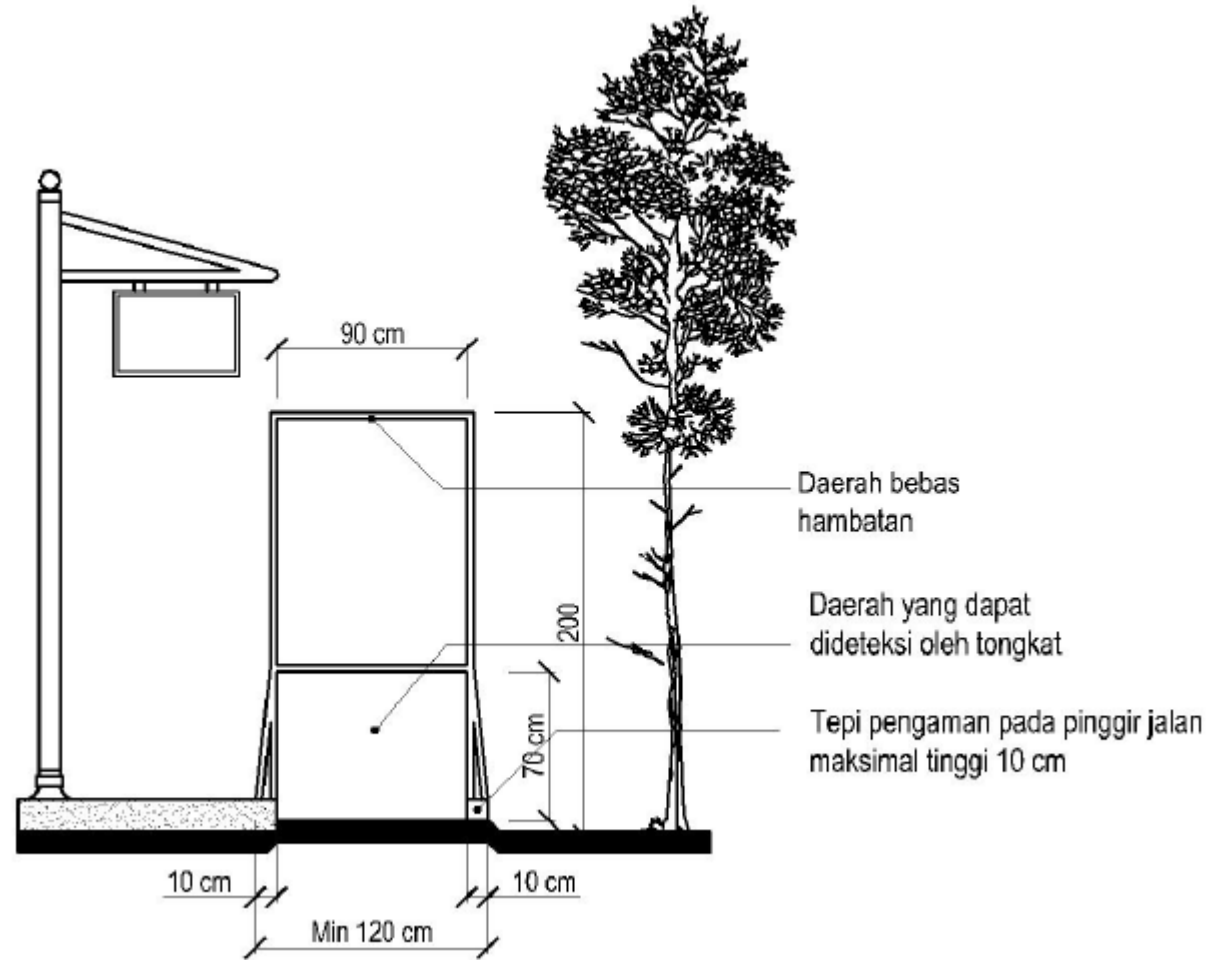 90 cm
Daerah bebas
hambatan
200
Daerah yang dapat
dideteksi oleh tongkat
70 cm
Tepi pengaman pada pinggir jalan
maksimal tinggi 10 cm
10 cm
10 cm
Min 120 cm